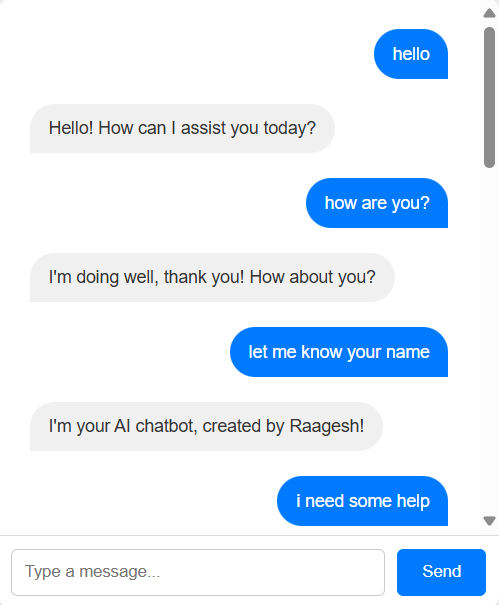 hello
Hello! How can I assist you today?
how are you?
I'm doing well, thank you! How about you?
let me know your name
I'm your AI chatbot, created by Raagesh!
i need some help
Type a message...
Send